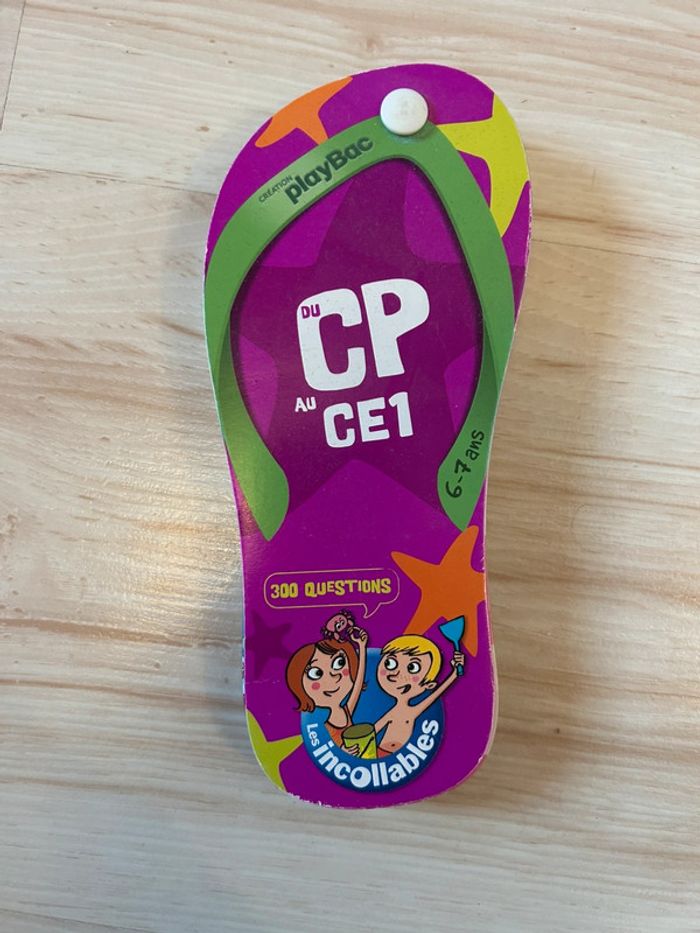 CRÉATION
playBac
DU
CP
AU
CE1
6-7 ans
300 QUESTIONS
Les
incollables